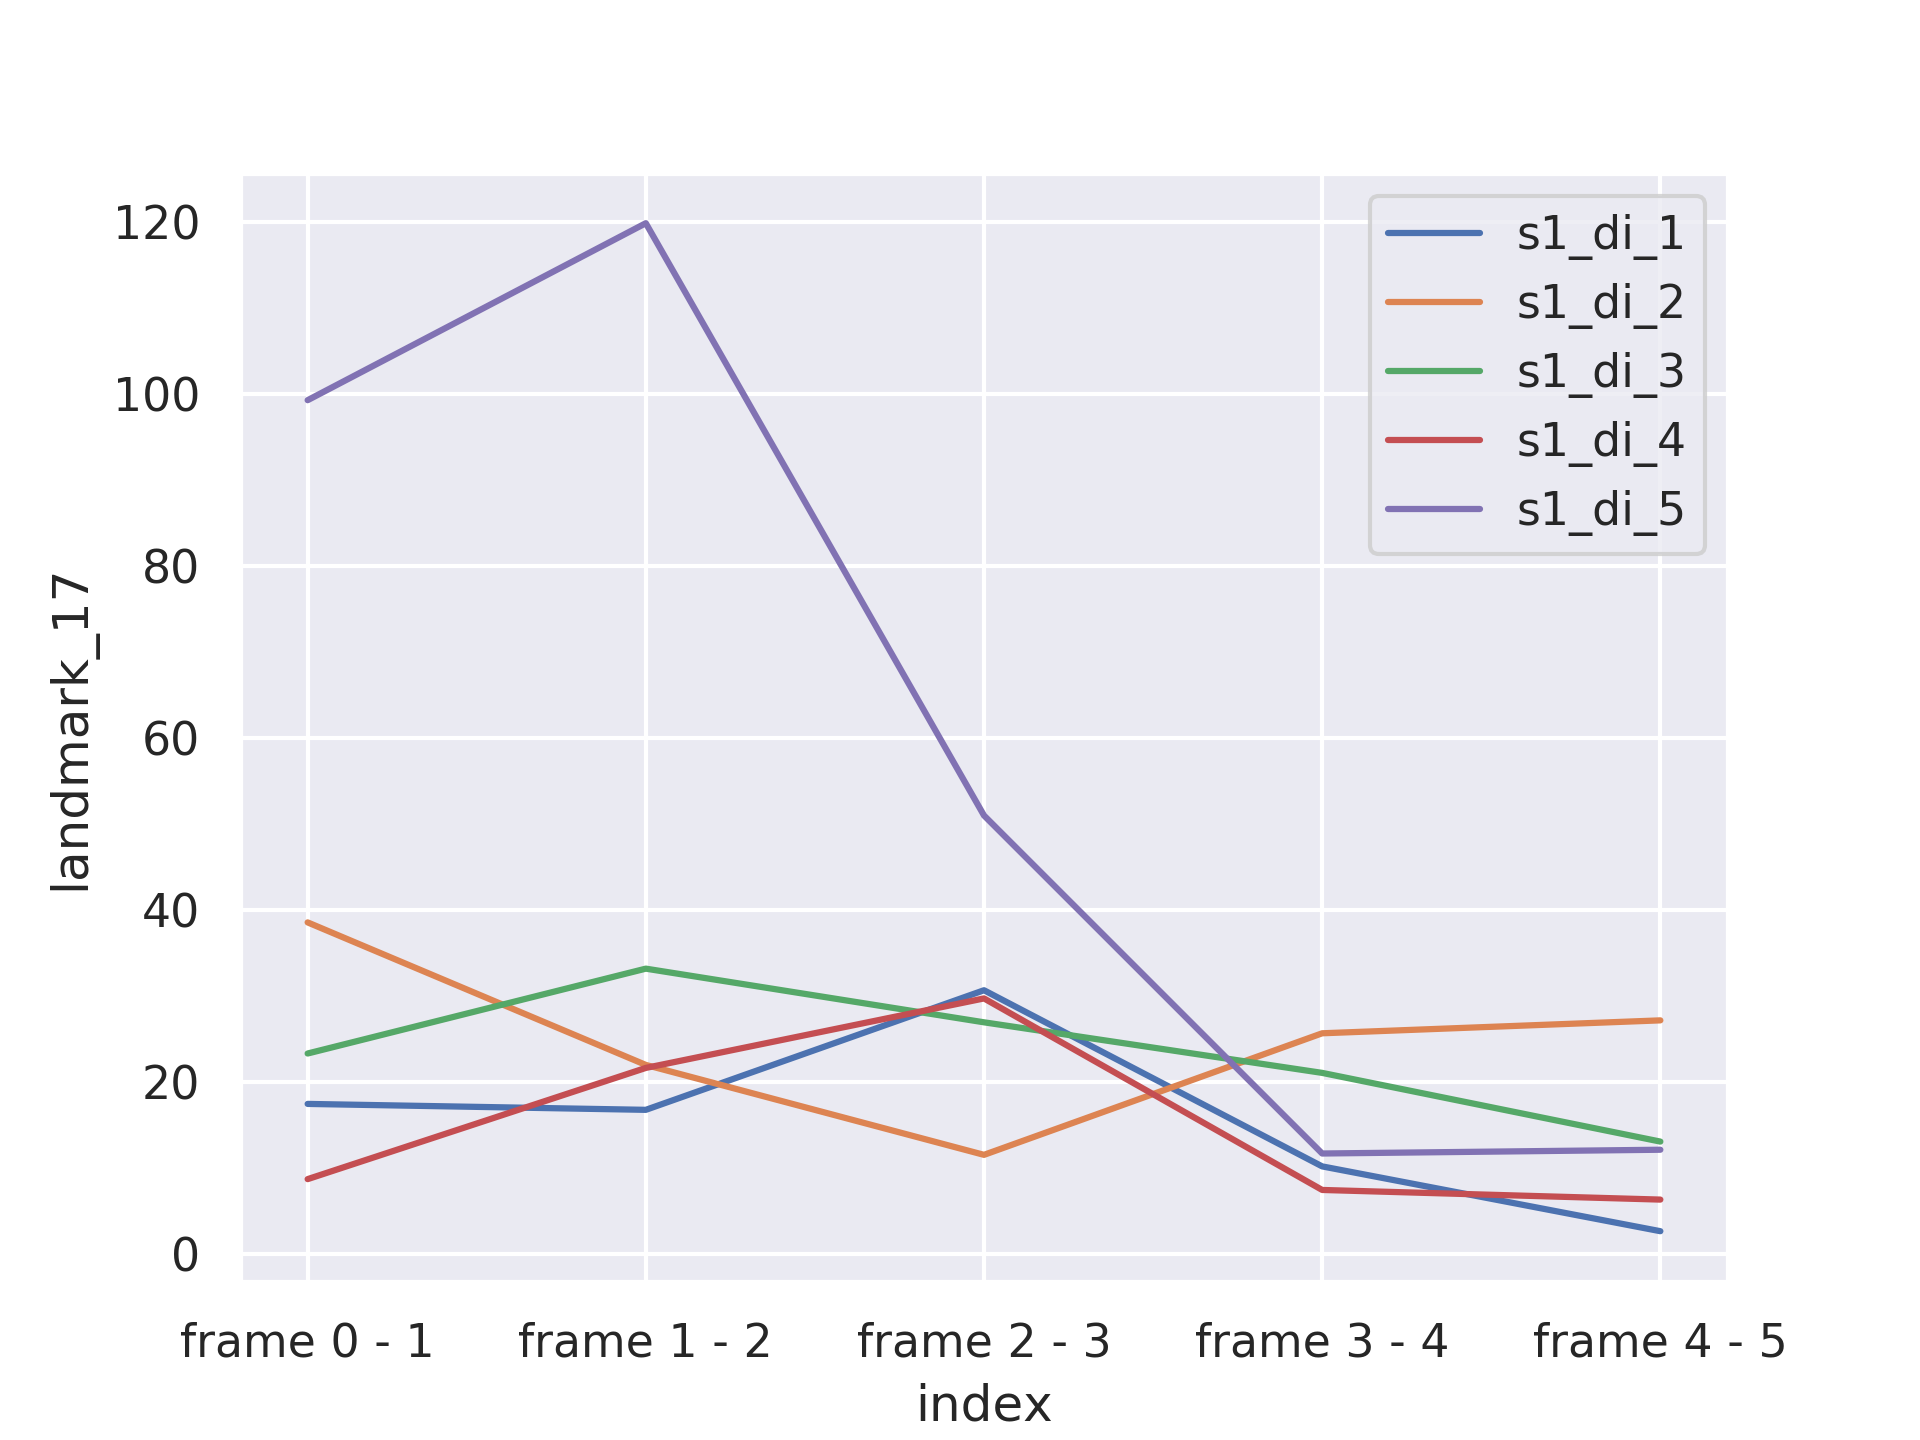 120
100
80
60
40
20
0
landmark_17
s1_di_1
s1_di_2
s1_di_3
s1_di_4
s1_di_5
frame 0 - 1
frame 1 - 2
frame 2 - 3
frame 3 - 4
frame 4 - 5
index